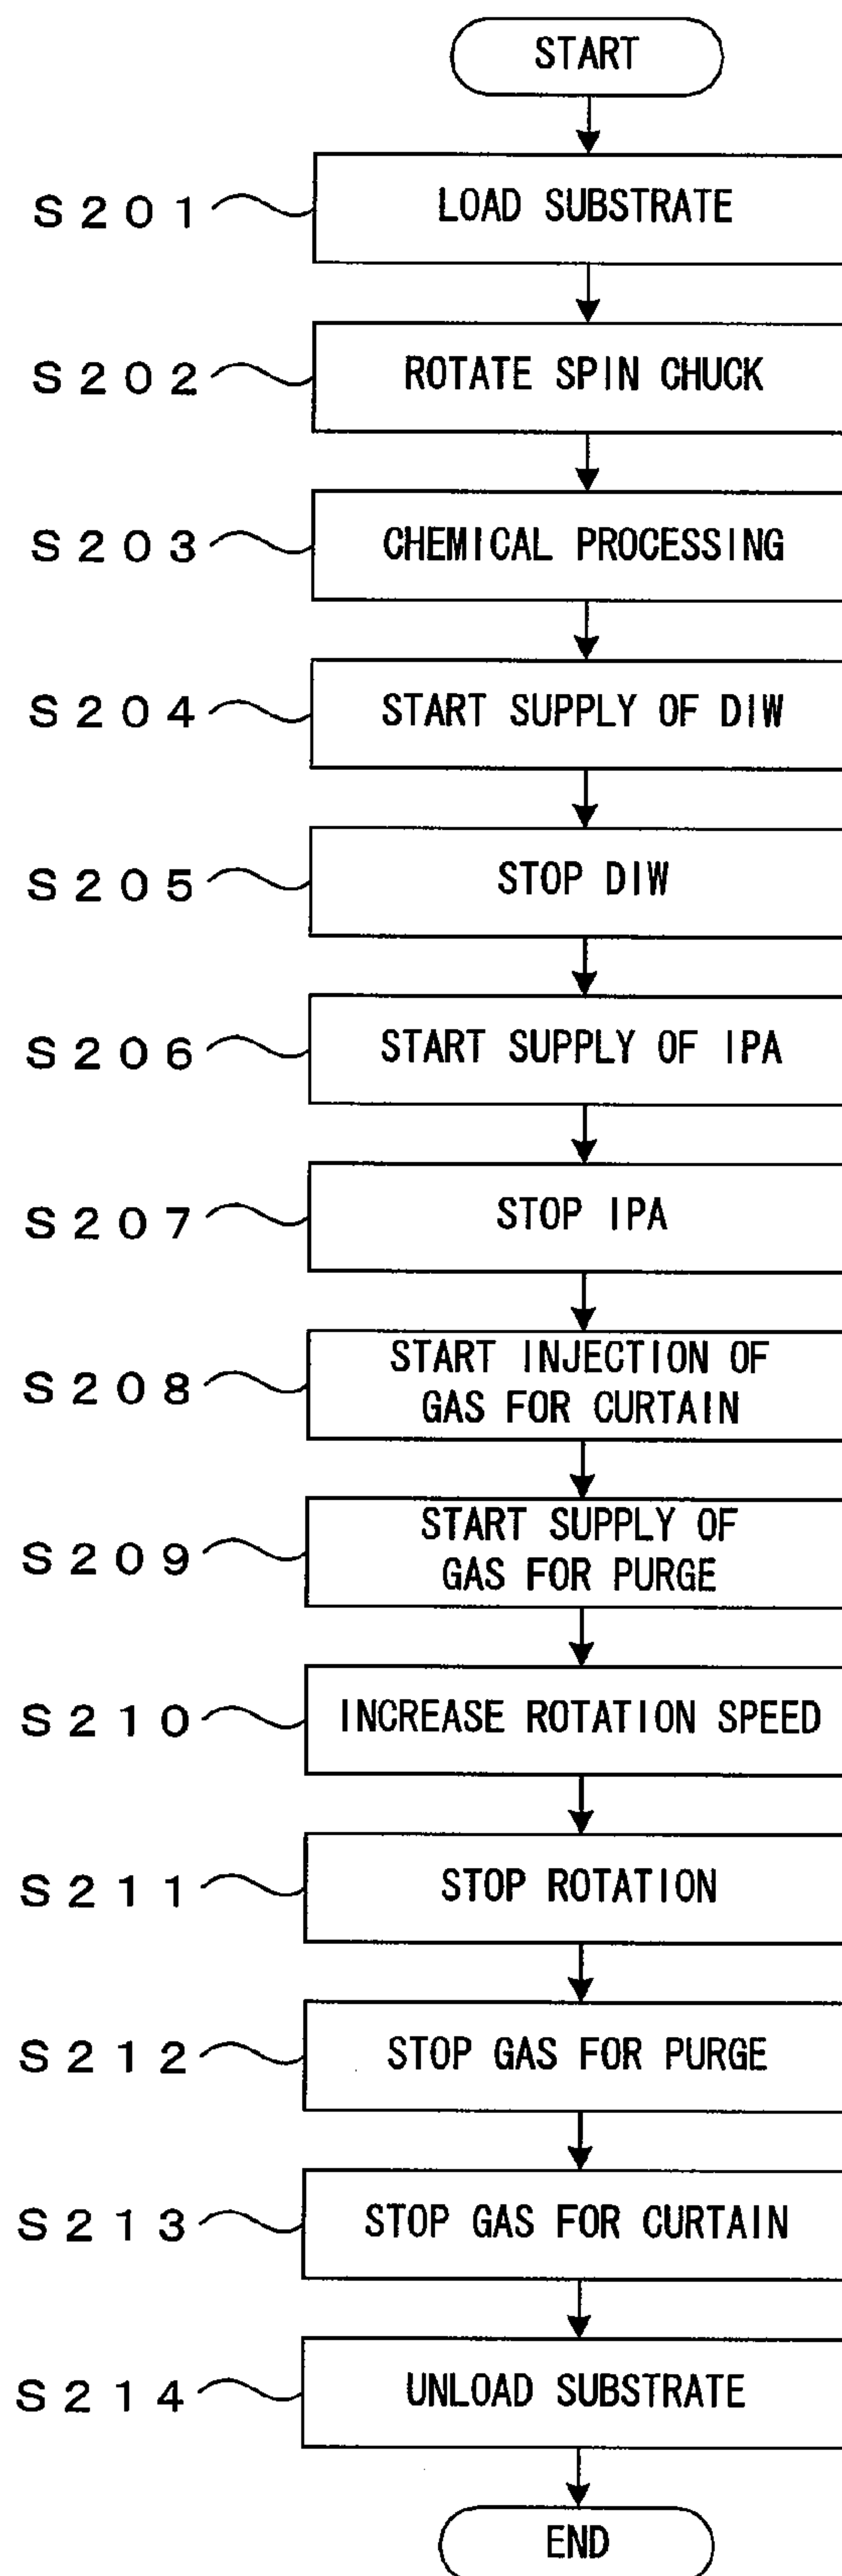 START
S201 LOAD SUBSTRATE
S202 ROTATE SPIN CHUCK
S203 CHEMICAL PROCESSING
S204 START SUPPLY OF DIW
S205 STOP DIW
S206 START SUPPLY OF IPA
S207 STOP IPA
START INJECTION OF
S208 GAS FOR CURTAIN
START SUPPLY OF
S209 GAS FOR PURGE
S210 INCREASE ROTATION SPEED
S211 STOP ROTATION
S212 STOP GAS FOR PURGE
S213 STOP GAS FOR CURTAIN
S214 UNLOAD SUBSTRATE
END